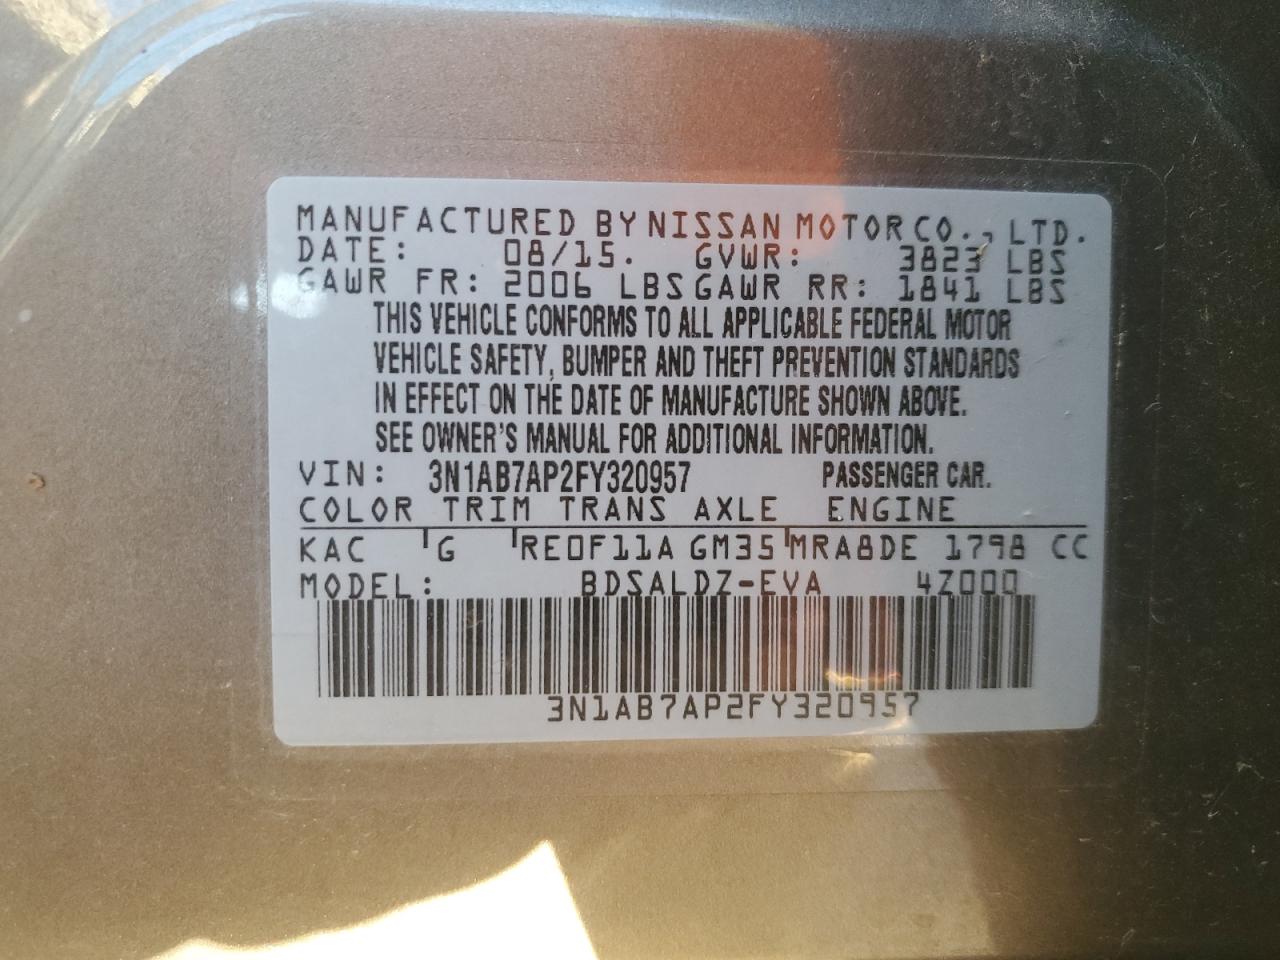 MANUFACTURED BY NISSAN MOTOR CO., LTD.
DATE: 08/15. GVWR: 3823 LBS
GAWR FR: 2006 LBS GAWR RR: 1841 LBS
THIS VEHICLE CONFORMS TO ALL APPLICABLE FEDERAL MOTOR
VEHICLE SAFETY, BUMPER AND THEFT PREVENTION STANDARDS
IN EFFECT ON THE DATE OF MANUFACTURE SHOWN ABOVE.
SEE OWNER'S MANUAL FOR ADDITIONAL INFORMATION.
VIN: 3N1AB7AP2FY320957 PASSENGER CAR.
COLOR TRIM TRANS AXLE ENGINE
KAC G RE0F11A GM35 MRA8DE 1798 CC
MODEL: BDSALDZ-EVA 4Z000
3N1AB7AP2FY320957